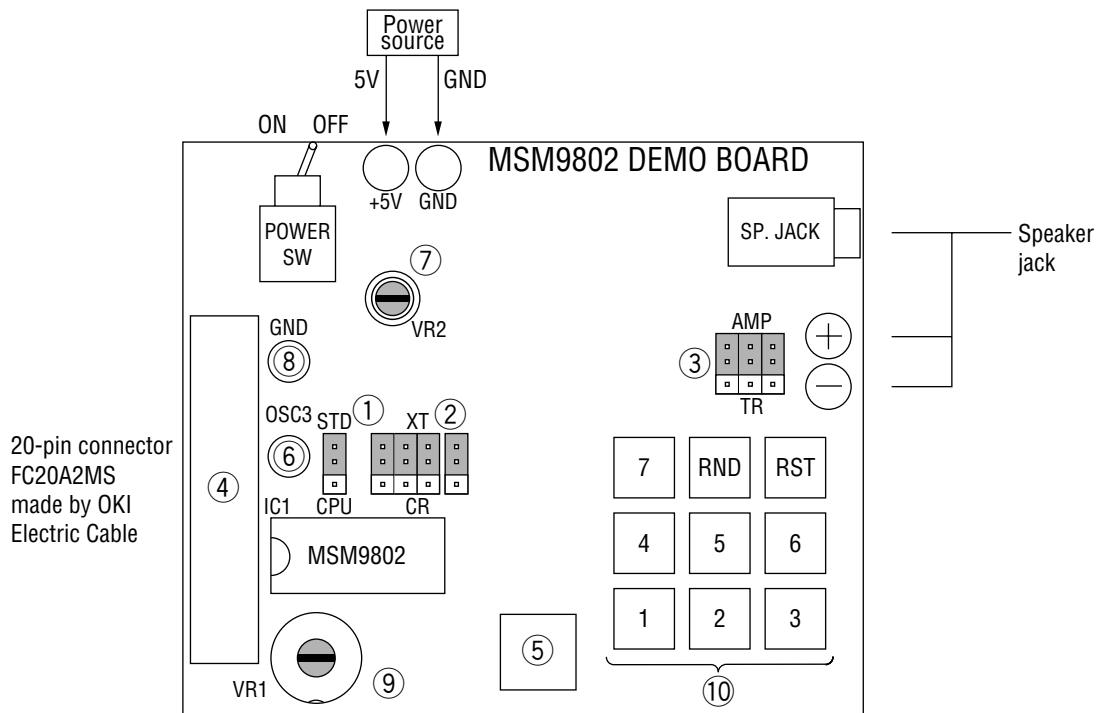 Power
source
5V GND
ON OFF
MSM9802 DEMO BOARD
+5V GND
POWER
SW
SP. JACK
Speaker
jack
⑦
VR2
GND
⑧
AMP
+
③
−
TR
OSC3
STD ① XT ②
⑥
20-pin connector
FC20A2MS
made by OKI
Electric Cable
④
IC1 CPU CR
MSM9802
7 RND RST
4 5 6
1 2 3
⑤
VR1 ⑨
⑩